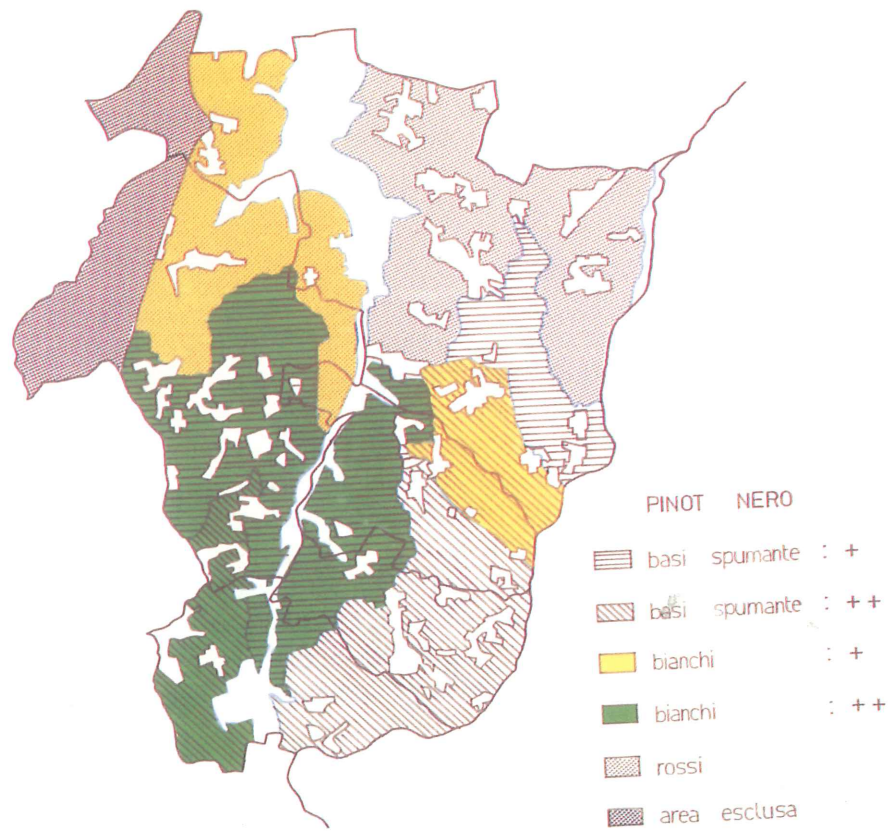 PINOT NERO
basi spumante : +
basi spumante : ++
bianchi : +
bianchi : ++
rossi
area esclusa